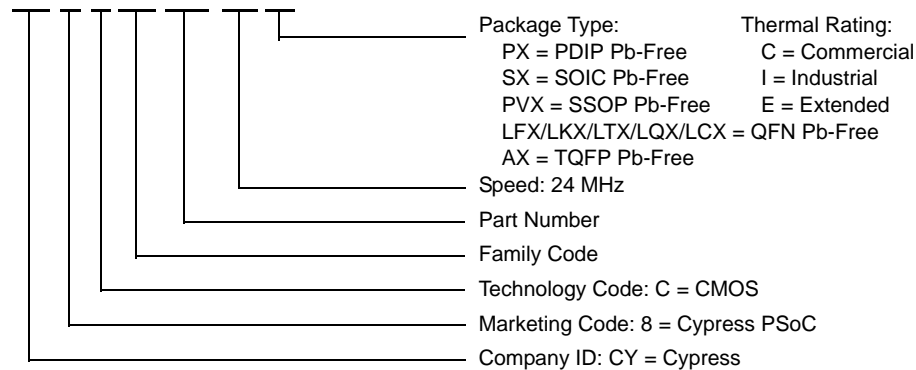 Package Type: Thermal Rating:
PX = PDIP Pb-Free C = Commercial
SX = SOIC Pb-Free I = Industrial
PVX = SSOP Pb-Free E = Extended
LFX/LKX/LTX/LQX/LCX = QFN Pb-Free
AX = TQFP Pb-Free
Speed: 24 MHz
Part Number
Family Code
Technology Code: C = CMOS
Marketing Code: 8 = Cypress PSoC
Company ID: CY = Cypress